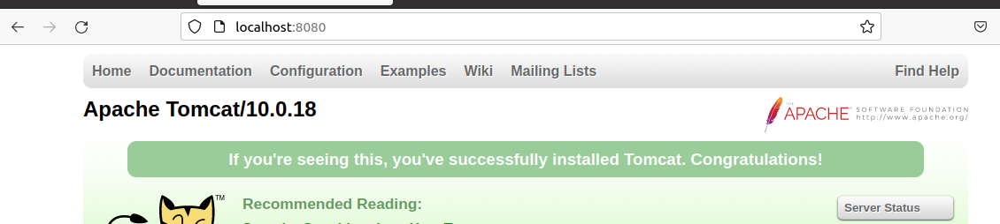 localhost:8080
Home Documentation Configuration Examples Wiki Mailing Lists Find Help
Apache Tomcat/10.0.18
THE APACHE SOFTWARE FOUNDATION
http://www.apache.org/
If you're seeing this, you've successfully installed Tomcat. Congratulations!
TM
Recommended Reading:
Server Status